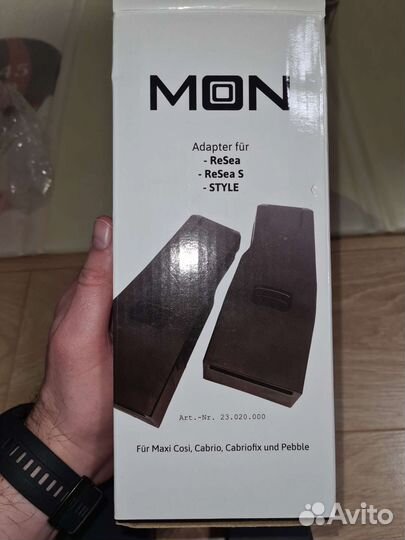 MON
Adapter für
- ReSea
- ReSea S
- STYLE
Art.-Nr. 23.020.000
Für Maxi Cosi, Cabrio, Cabriofix und Pebble
Avito